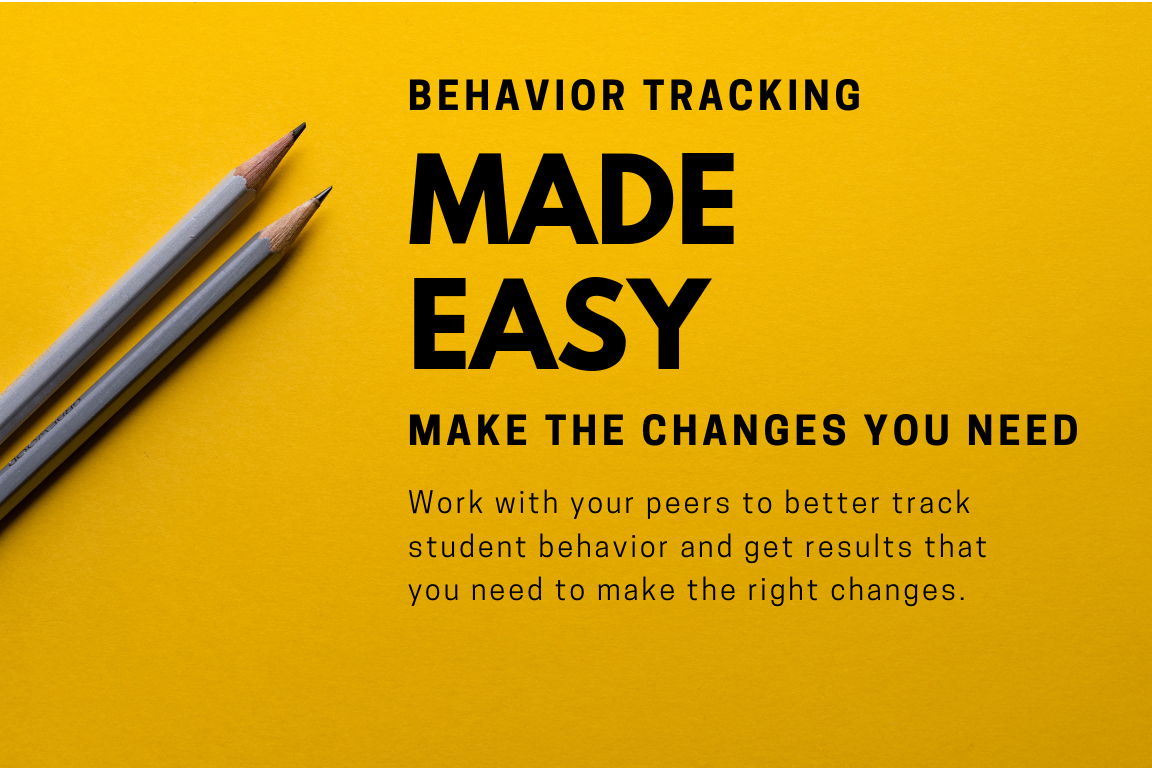 BEHAVIOR TRACKING
MADE
EASY
MAKE THE CHANGES YOU NEED
Work with your peers to better track
student behavior and get results that
you need to make the right changes.